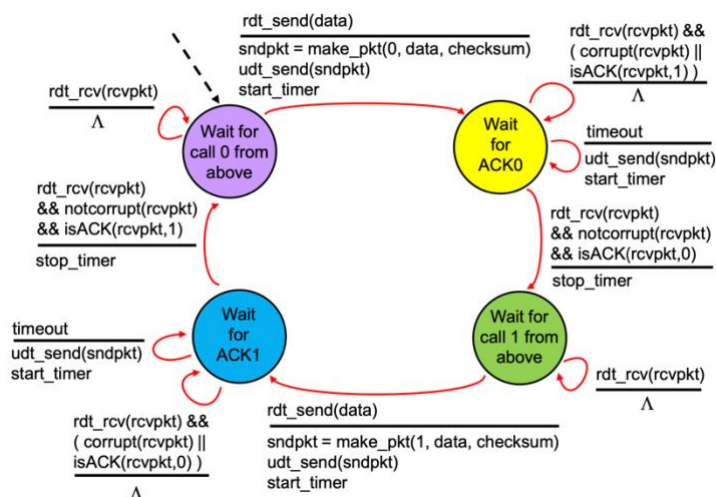 rdt_send(data)
sndpkt = make_pkt(0, data, checksum)
udt_send(sndpkt)
start_timer
rdt_rcv(rcvpkt) &&
( corrupt(rcvpkt) ||
isACK(rcvpkt,1) )
Λ
rdt_rcv(rcvpkt)
Λ
Wait for
call 0 from
above
Wait
for
ACK0
timeout
udt_send(sndpkt)
start_timer
rdt_rcv(rcvpkt)
&& notcorrupt(rcvpkt)
&& isACK(rcvpkt,1)
stop_timer
rdt_rcv(rcvpkt)
&& notcorrupt(rcvpkt)
&& isACK(rcvpkt,0)
stop_timer
timeout
udt_send(sndpkt)
start_timer
Wait
for
ACK1
Wait for
call 1 from
above
rdt_rcv(rcvpkt)
Λ
rdt_rcv(rcvpkt) &&
( corrupt(rcvpkt) ||
isACK(rcvpkt,0) )
Λ
rdt_send(data)
sndpkt = make_pkt(1, data, checksum)
udt_send(sndpkt)
start_timer